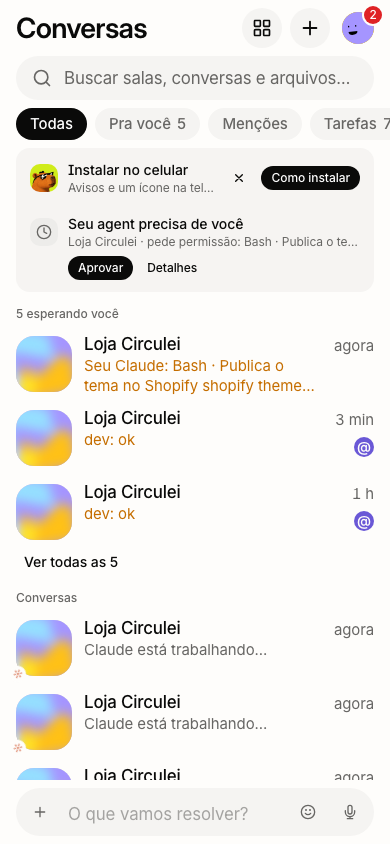 Conversas
2
Buscar salas, conversas e arquivos...
Todas
Pra você 5
Menções
Tarefas 7
Instalar no celular
Avisos e um ícone na tel...
Como instalar
Seu agent precisa de você
Loja Circulei · pede permissão: Bash · Publica o te...
Aprovar
Detalhes
5 esperando você
Loja Circulei
agora
Seu Claude: Bash · Publica o
tema no Shopify shopify theme...
Loja Circulei
3 min
dev: ok
@
Loja Circulei
1 h
dev: ok
@
Ver todas as 5
Conversas
Loja Circulei
agora
Claude está trabalhando...
Loja Circulei
agora
Claude está trabalhando...
Loja Circulei
agora
O que vamos resolver?